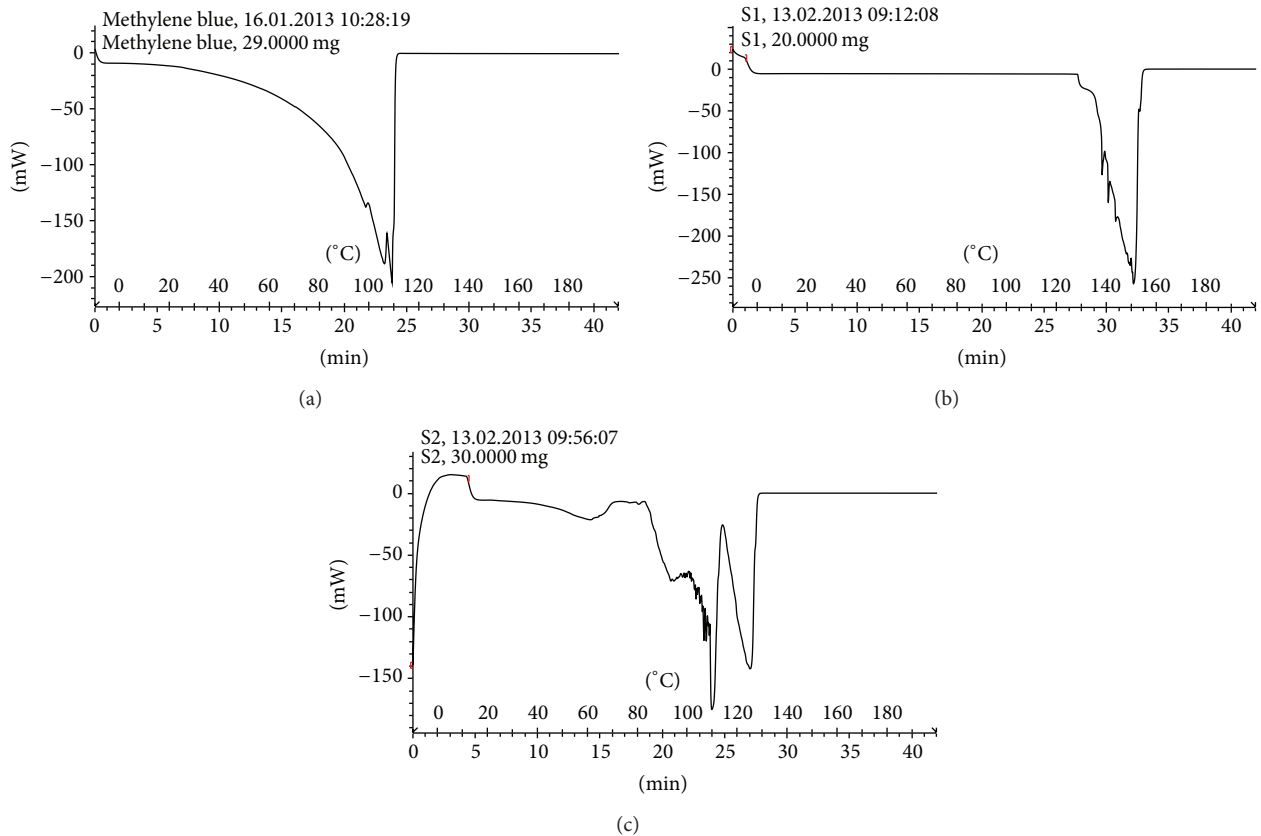 Methylene blue, 16.01.2013 10:28:19
Methylene blue, 29.0000 mg
0
−50
−100
−150
−200
(mW)
(°C)
0 20 40 60 80 100 120 140 160 180
0 5 10 15 20 25 30 35 40
(min)
(a)
S1, 13.02.2013 09:12:08
S1, 20.0000 mg
0
−50
−100
−150
−200
−250
(mW)
(°C)
0 20 40 60 80 100 120 140 160 180
0 5 10 15 20 25 30 35 40
(min)
(b)
S2, 13.02.2013 09:56:07
S2, 30.0000 mg
0
−50
−100
−150
(mW)
(°C)
0 20 40 60 80 100 120 140 160 180
0 5 10 15 20 25 30 35 40
(min)
(c)